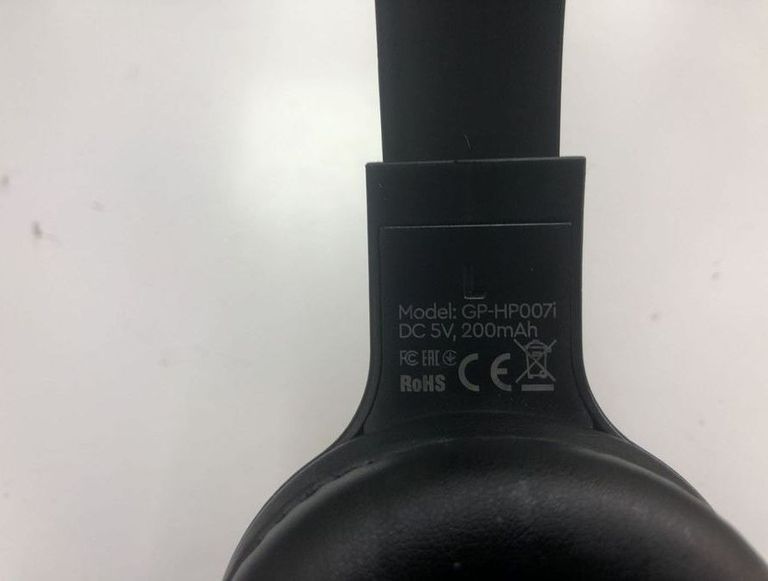 L
Model: GP-HP007i
DC 5V, 200mAh
FC EAC
RoHS CE